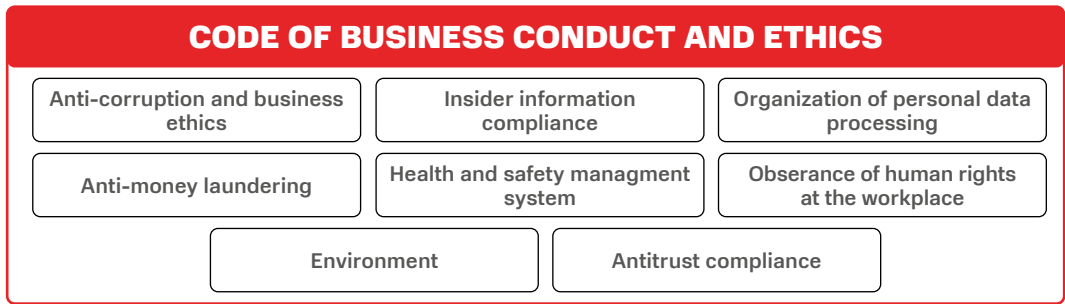 CODE OF BUSINESS CONDUCT AND ETHICS
Anti-corruption and business
ethics
Insider information
compliance
Organization of personal data
processing
Anti-money laundering
Health and safety managment
system
Obserance of human rights
at the workplace
Environment
Antitrust compliance